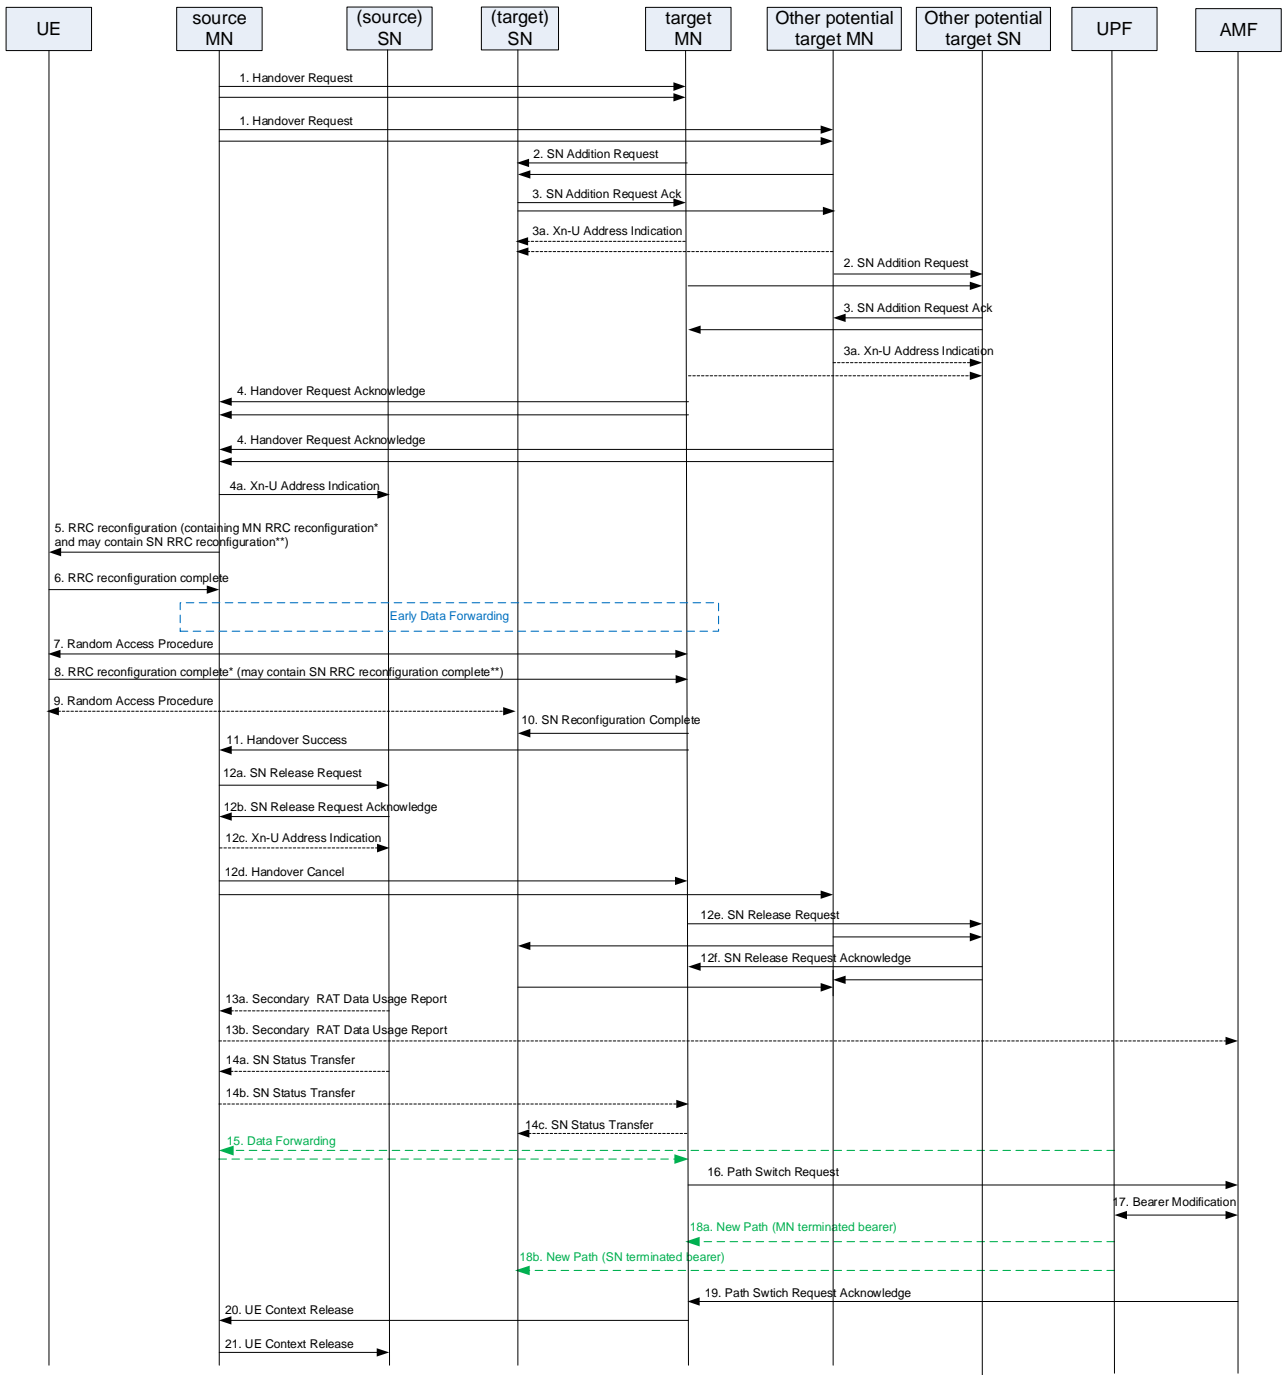 UE
source
MN
(source)
SN
(target)
SN
target
MN
Other potential
target MN
Other potential
target SN
UPF
AMF
1. Handover Request
1. Handover Request
2. SN Addition Request
3. SN Addition Request Ack
3a. Xn-U Address Indication
2. SN Addition Request
3. SN Addition Request Ack
3a. Xn-U Address Indication
4. Handover Request Acknowledge
4. Handover Request Acknowledge
4a. Xn-U Address Indication
5. RRC reconfiguration (containing MN RRC reconfiguration*
and may contain SN RRC reconfiguration**)
6. RRC reconfiguration complete
Early Data Forwarding
7. Random Access Procedure
8. RRC reconfiguration complete* (may contain SN RRC reconfiguration complete**)
9. Random Access Procedure
10. SN Reconfiguration Complete
11. Handover Success
12a. SN Release Request
12b. SN Release Request Acknowledge
12c. Xn-U Address Indication
12d. Handover Cancel
12e. SN Release Request
12f. SN Release Request Acknowledge
13a. Secondary RAT Data Usage Report
13b. Secondary RAT Data Usage Report
14a. SN Status Transfer
14b. SN Status Transfer
14c. SN Status Transfer
15. Data Forwarding
16. Path Switch Request
17. Bearer Modification
18a. New Path (MN terminated bearer)
18b. New Path (SN terminated bearer)
19. Path Swtich Request Acknowledge
20. UE Context Release
21. UE Context Release